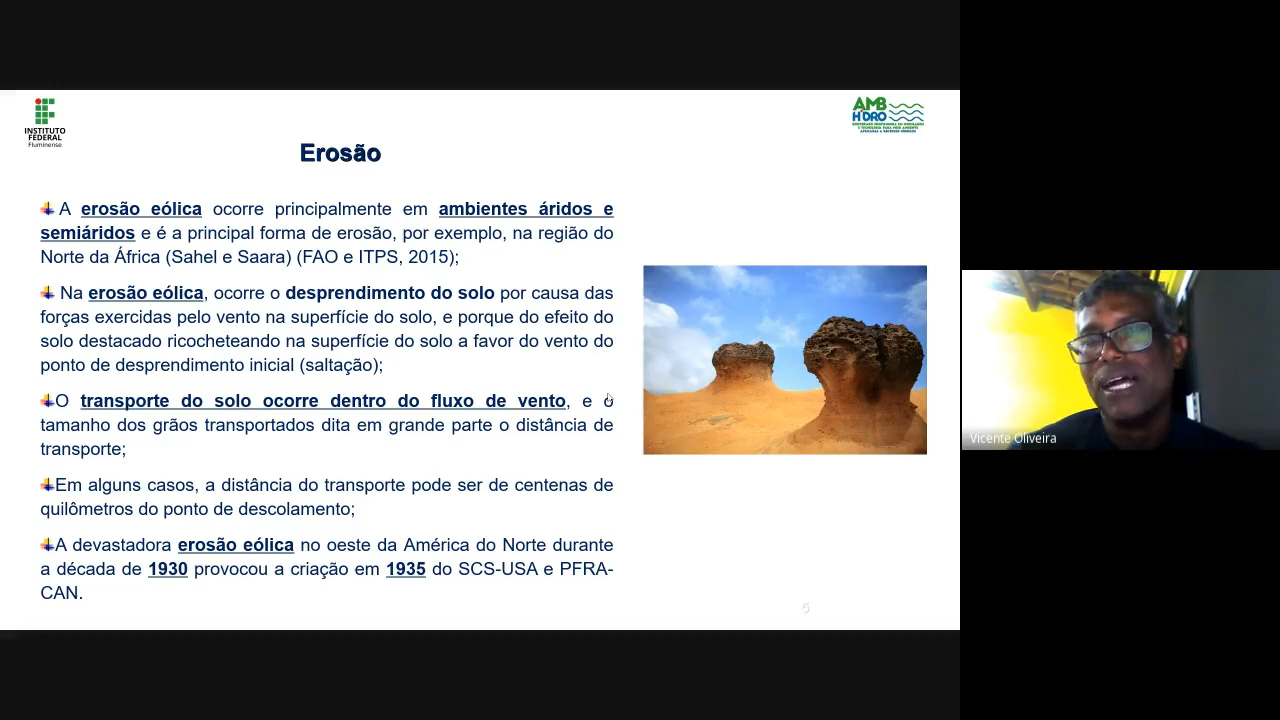 INSTITUTO
FEDERAL
Fluminense
AMB
HIDRO
Erosão
A erosão eólica ocorre principalmente em ambientes áridos e
semiáridos e é a principal forma de erosão, por exemplo, na região do
Norte da África (Sahel e Saara) (FAO e ITPS, 2015);
Na erosão eólica, ocorre o desprendimento do solo por causa das
forças exercidas pelo vento na superfície do solo, e porque do efeito do
solo destacado ricocheteando na superfície do solo a favor do vento do
ponto de desprendimento inicial (saltação);
O transporte do solo ocorre dentro do fluxo de vento, e o
tamanho dos grãos transportados dita em grande parte o distância de
transporte;
Em alguns casos, a distância do transporte pode ser de centenas de
quilômetros do ponto de descolamento;
A devastadora erosão eólica no oeste da América do Norte durante
a década de 1930 provocou a criação em 1935 do SCS-USA e PFRA-
CAN.
5
Vicente Oliveira